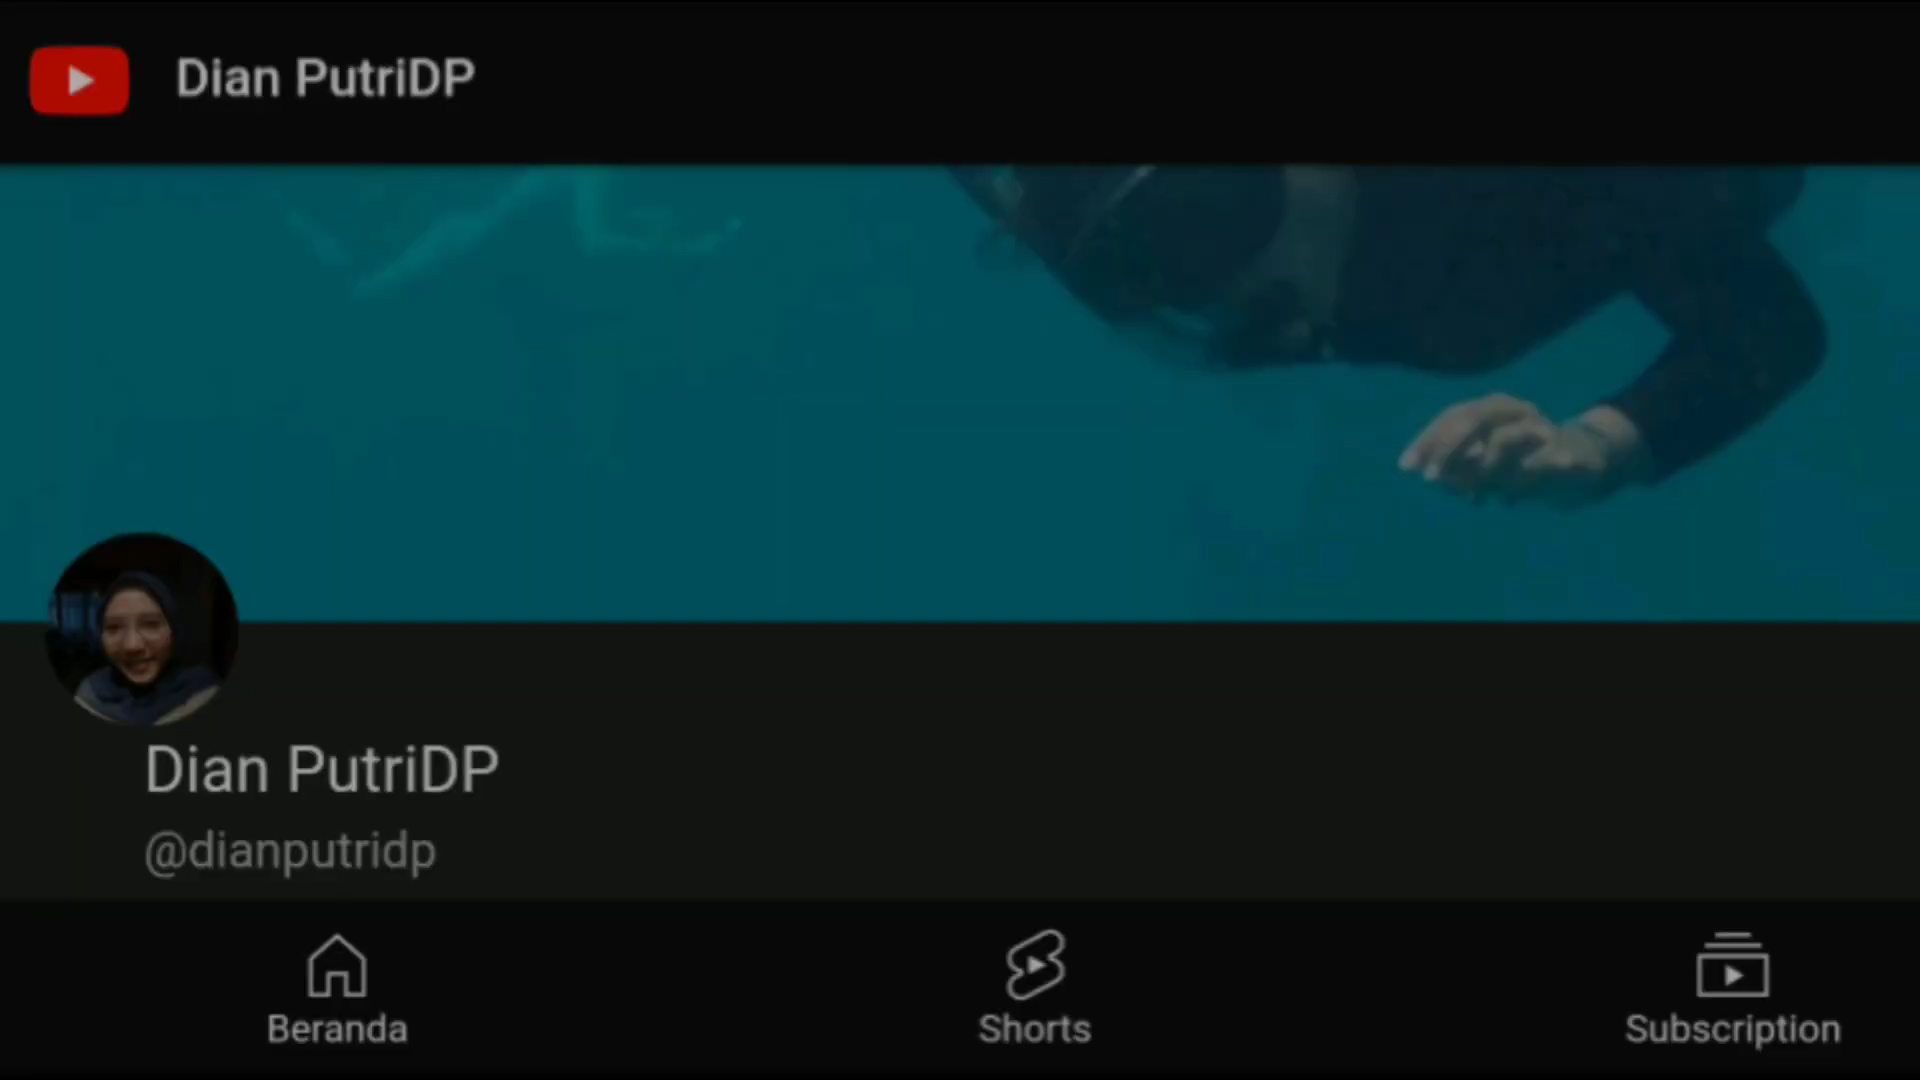 Dian PutriDP
Dian PutriDP
@dianputridp
Beranda
Shorts
Subscription